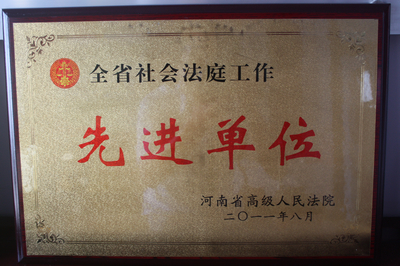 全省社会法庭工作
先进单位
河南省高级人民法院
二〇一一年八月